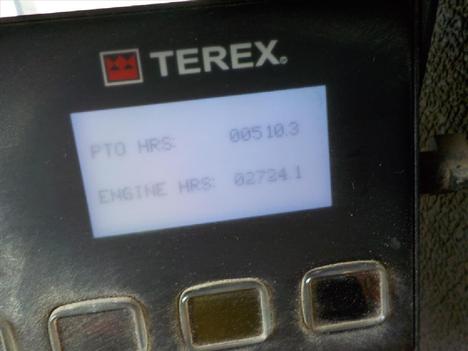 TEREX
PTO HRS: 00510.3
ENGINE HRS: 02724.1